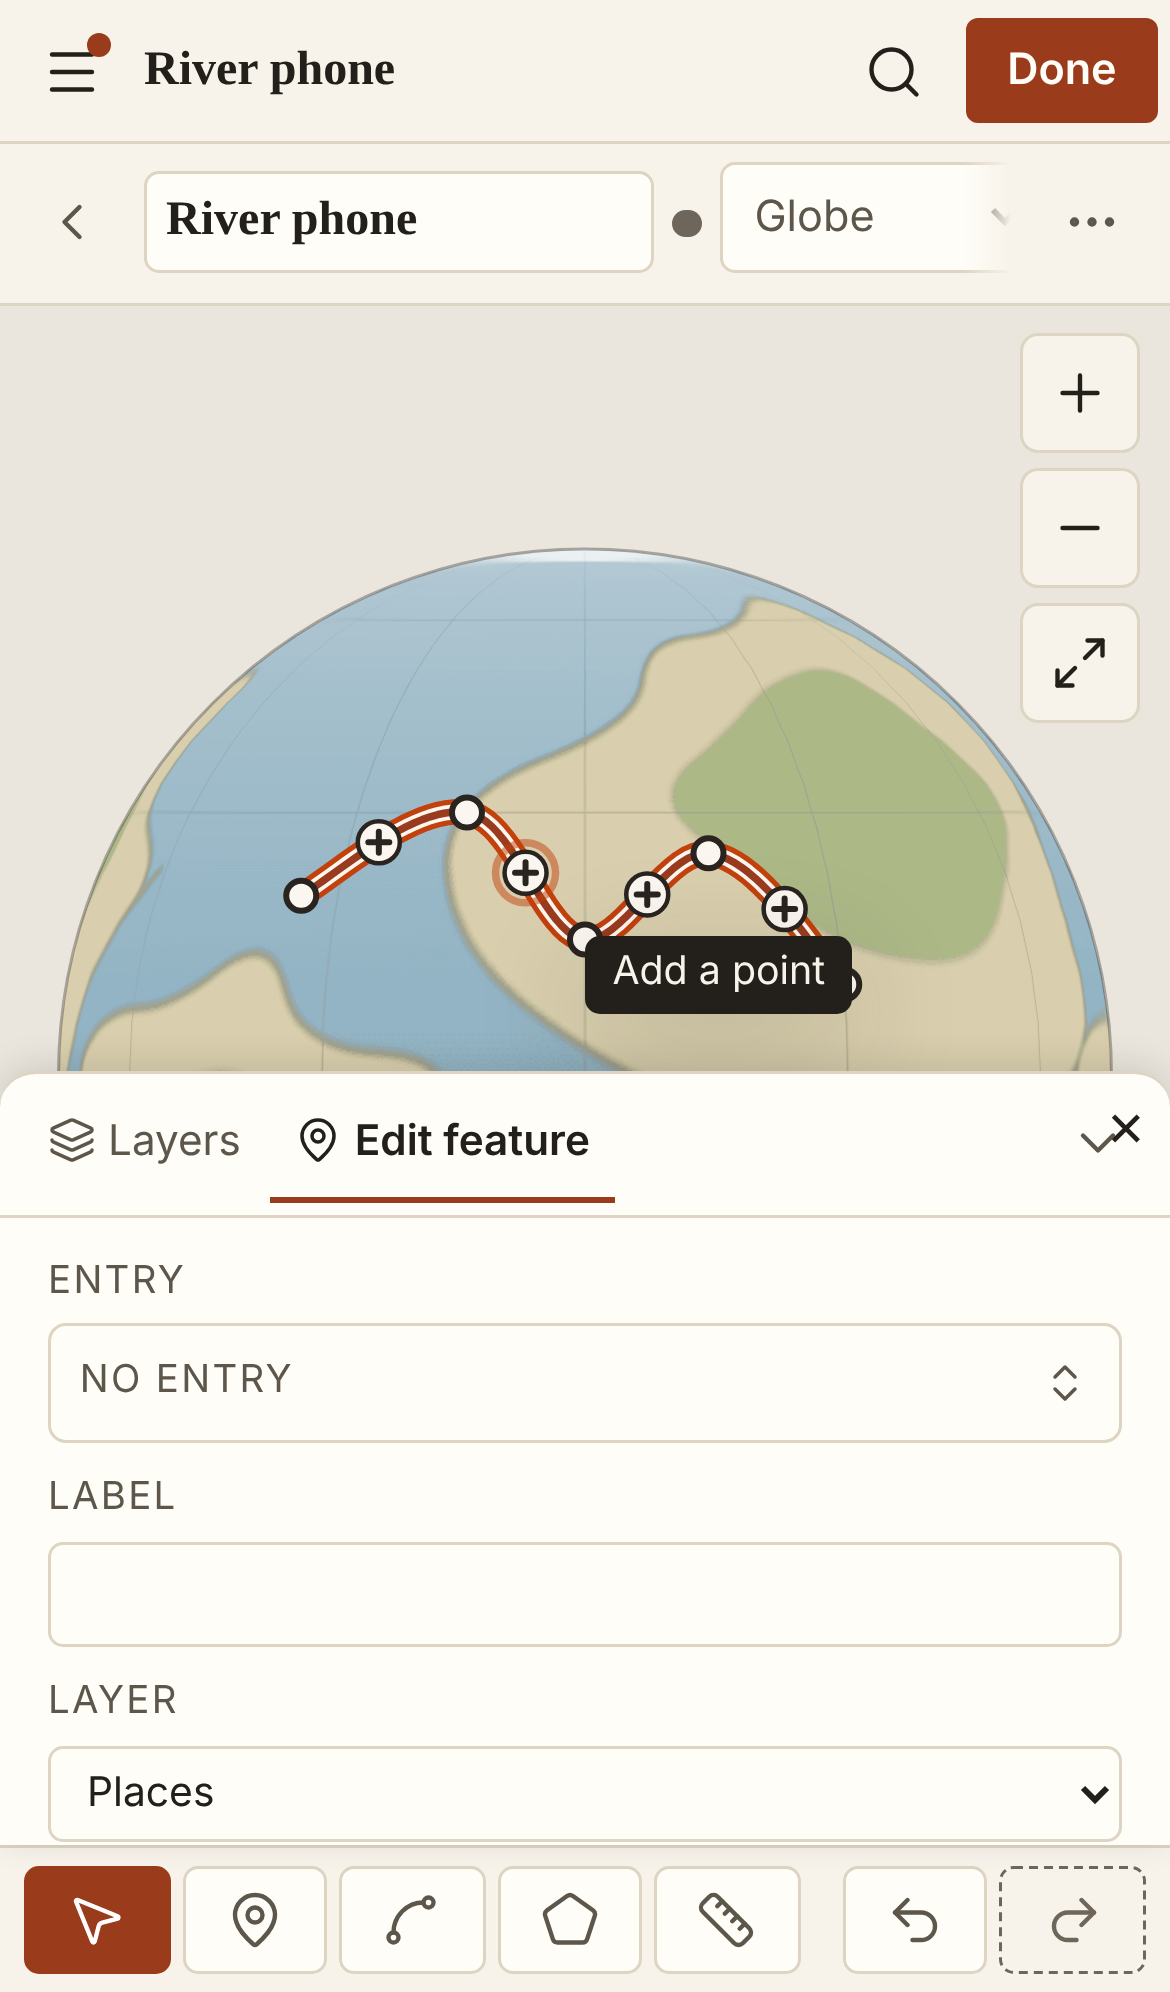 River phone
Done
River phone
Globe
Add a point
Layers
Edit feature
ENTRY
NO ENTRY
LABEL
LAYER
Places